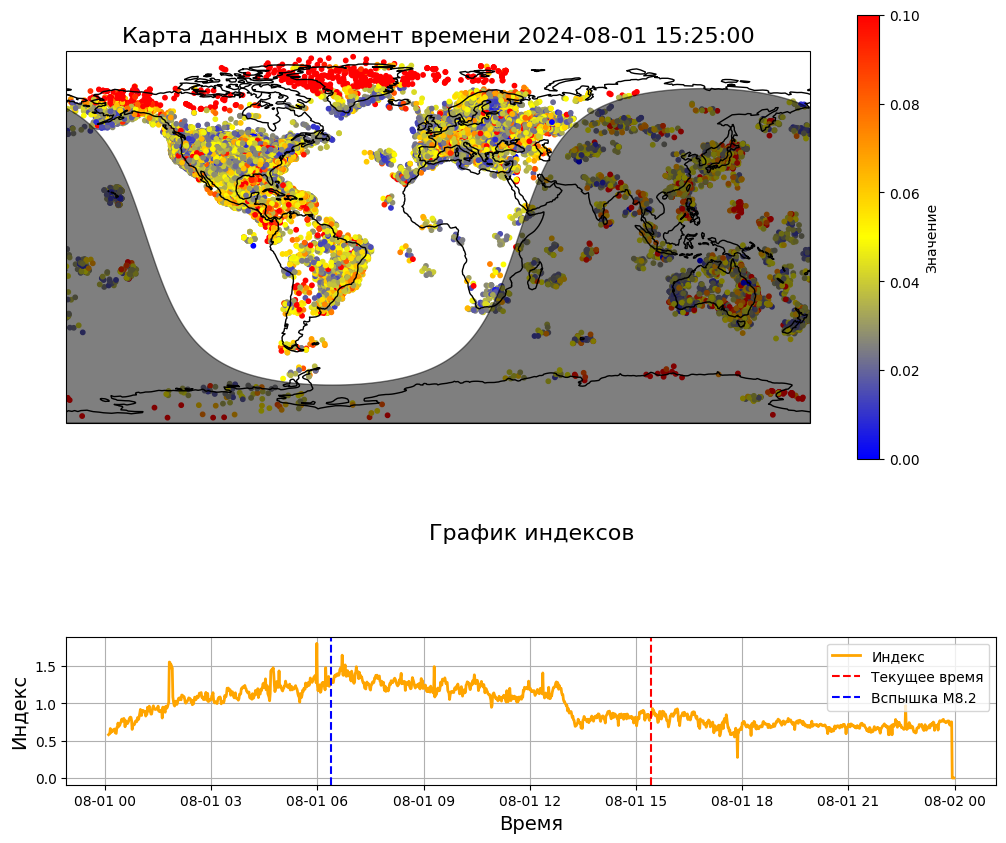 Карта данных в момент времени 2024-08-01 15:25:00
0.10
0.08
0.06
0.04
0.02
0.00
Значение
График индексов
Индекс
1.5
1.0
0.5
0.0
Индекс
Текущее время
Вспышка M8.2
08-01 00
08-01 03
08-01 06
08-01 09
08-01 12
08-01 15
08-01 18
08-01 21
08-02 00
Время